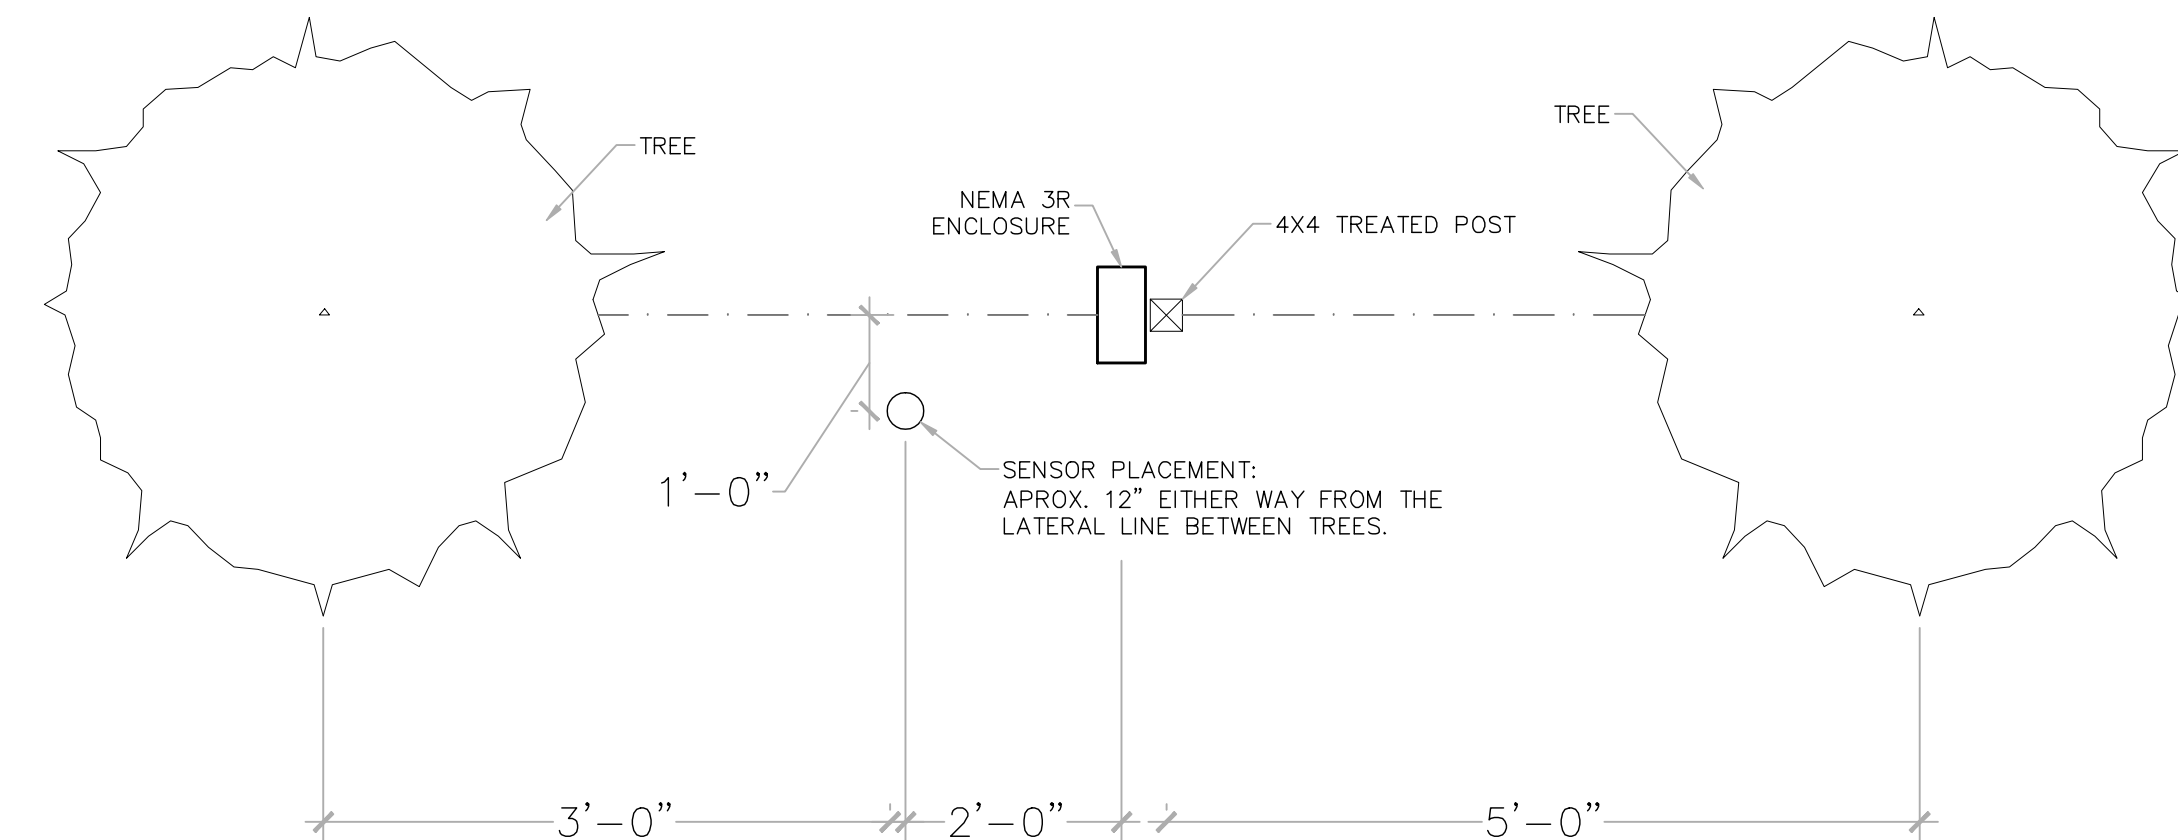 TREE
TREE
NEMA 3R
ENCLOSURE
4X4 TREATED POST
1'-0"
SENSOR PLACEMENT:
APROX. 12" EITHER WAY FROM THE
LATERAL LINE BETWEEN TREES.
3'-0"
2'-0"
5'-0"